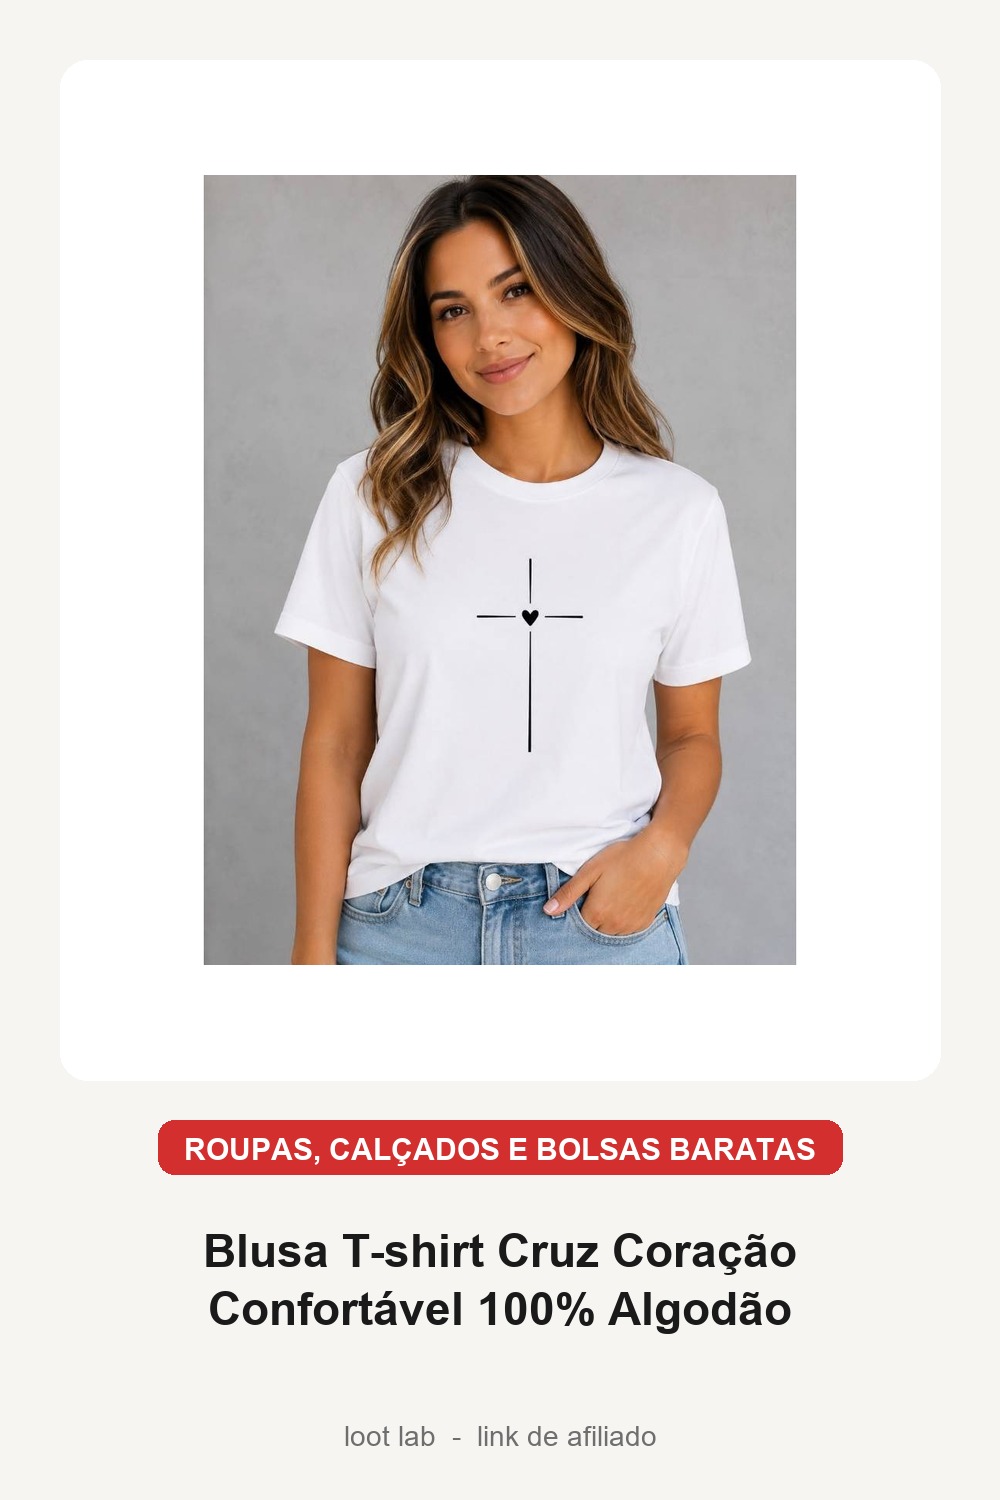 ROUPAS, CALÇADOS E BOLSAS BARATAS
Blusa T-shirt Cruz Coração
Confortável 100% Algodão
loot lab - link de afiliado